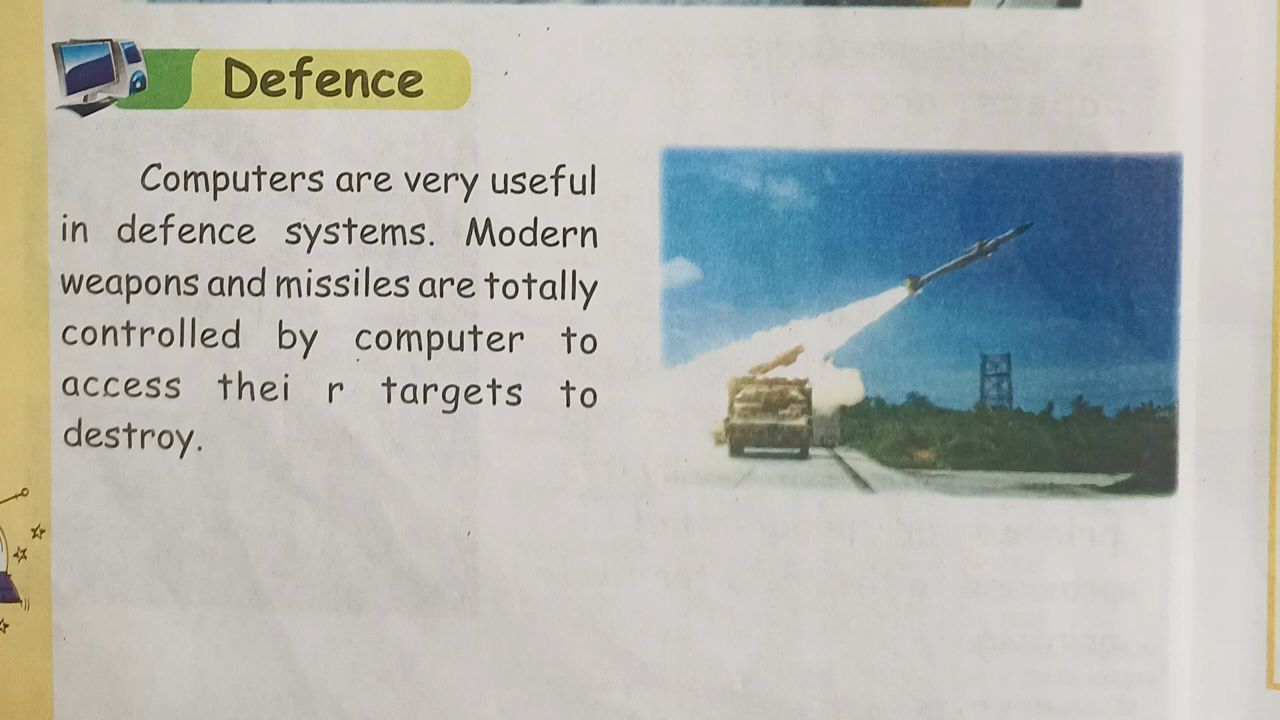 Defence
Computers are very useful
in defence systems. Modern
weapons and missiles are totally
controlled by computer to
access thei r targets to
destroy.